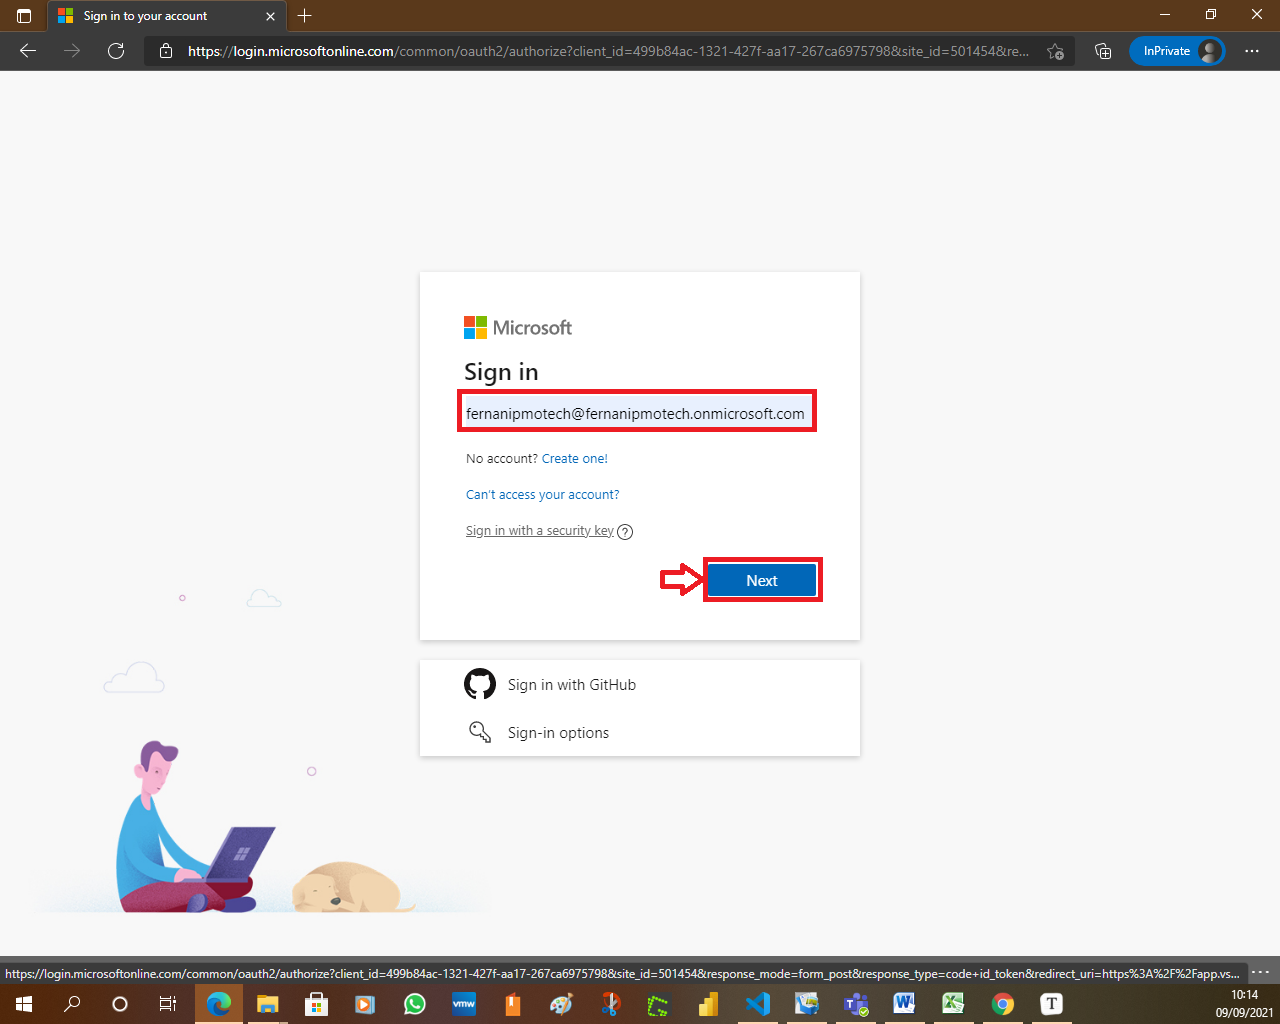 Sign in to your account
https://login.microsoftonline.com/common/oauth2/authorize?client_id=499b84ac-1321-427f-aa17-267ca6975798&site_id=501454&re...
InPrivate
Microsoft
Sign in
fernanipmotech@fernanipmotech.onmicrosoft.com
No account? Create one!
Can't access your account?
Sign in with a security key
Next
Sign in with GitHub
Sign-in options
https://login.microsoftonline.com/common/oauth2/authorize?client_id=499b84ac-1321-427f-aa17-267ca6975798&site_id=501454&response_mode=form_post&response_type=code+id_token&redirect_uri=https%3A%2F%2Fapp.vs...
vmw
T
10:14
09/09/2021